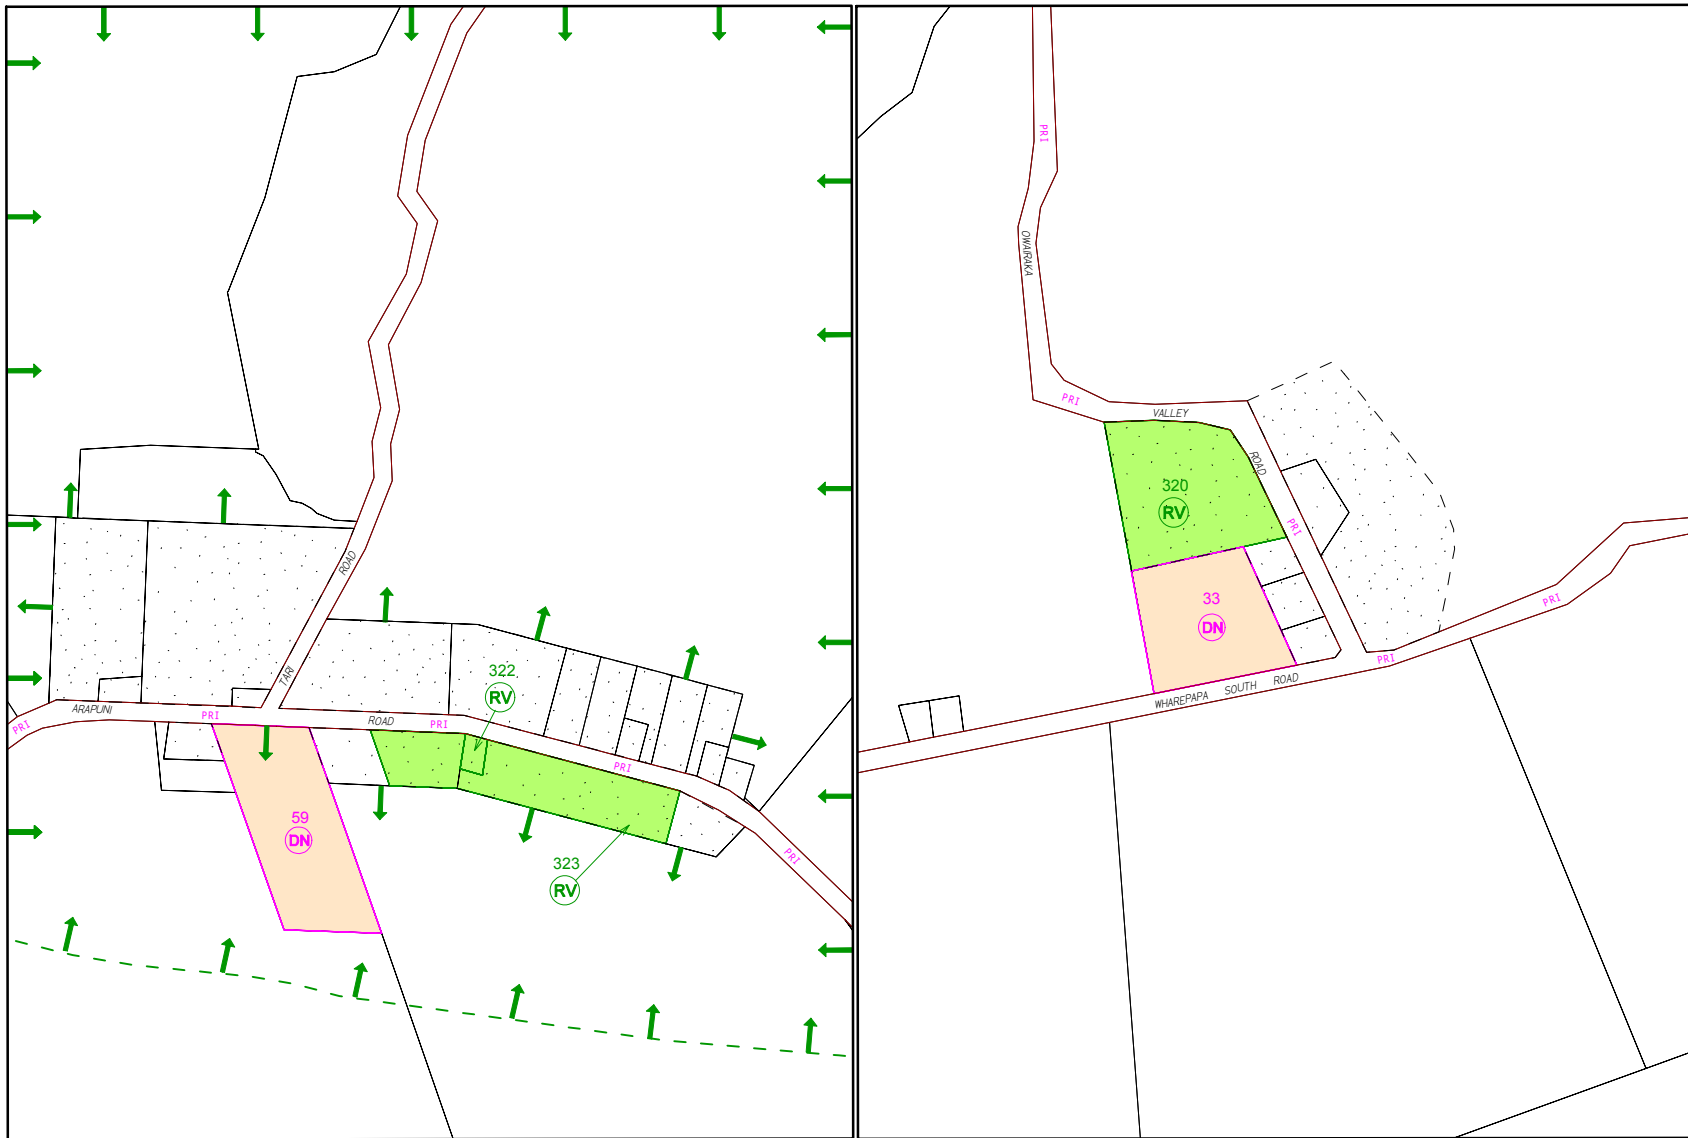 ROAD
TARI
322
RV
ARAPUNI
PRI
PRI
ROAD
PRI
PRI
59
DN
323
RV
PRI
PRI
OWAIRAKA
PRI
VALLEY
ROAD
320
RV
PRI
33
DN
PRI
PRI
WHAREPAPA SOUTH ROAD